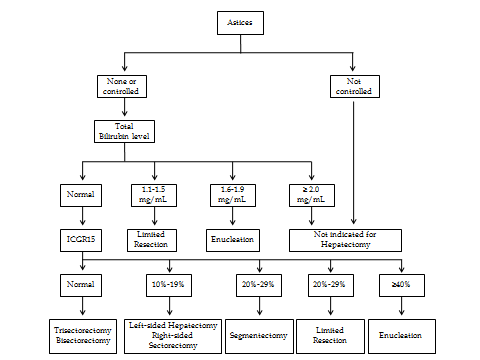 Astices
None or
controlled
Not
controlled
Total
Bilirubin level
Normal
1.1-1.5
mg/mL
1.6-1.9
mg/mL
≥ 2.0
mg/mL
ICGR15
Limited
Resection
Enucleation
Not indicated for
Hepatectomy
Normal
10%-19%
20%-29%
20%-29%
≥40%
Trisectorectomy
Bisectorectomy
Left-sided Hepatectomy
Right-sided
Sectorectomy
Segmentectomy
Limited
Resection
Enucleation